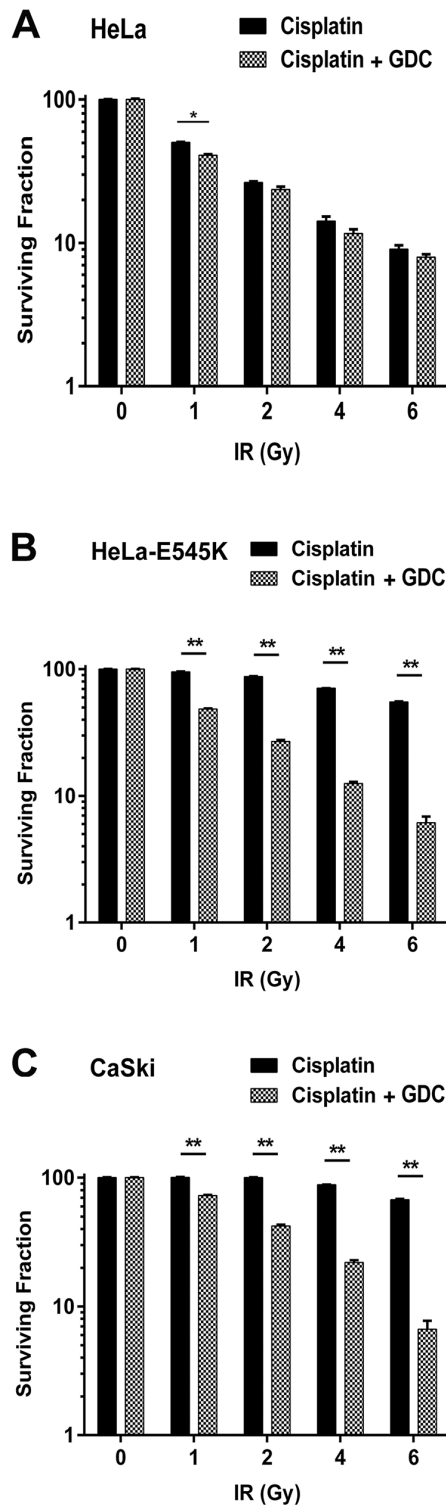 A HeLa
Cisplatin
Cisplatin + GDC
Surviving Fraction
100
10
1
*
0 1 2 4 6
IR (Gy)
B HeLa-E545K
Cisplatin
Cisplatin + GDC
Surviving Fraction
100
10
1
** ** ** **
0 1 2 4 6
IR (Gy)
C CaSki
Cisplatin
Cisplatin + GDC
Surviving Fraction
100
10
1
** ** ** **
0 1 2 4 6
IR (Gy)